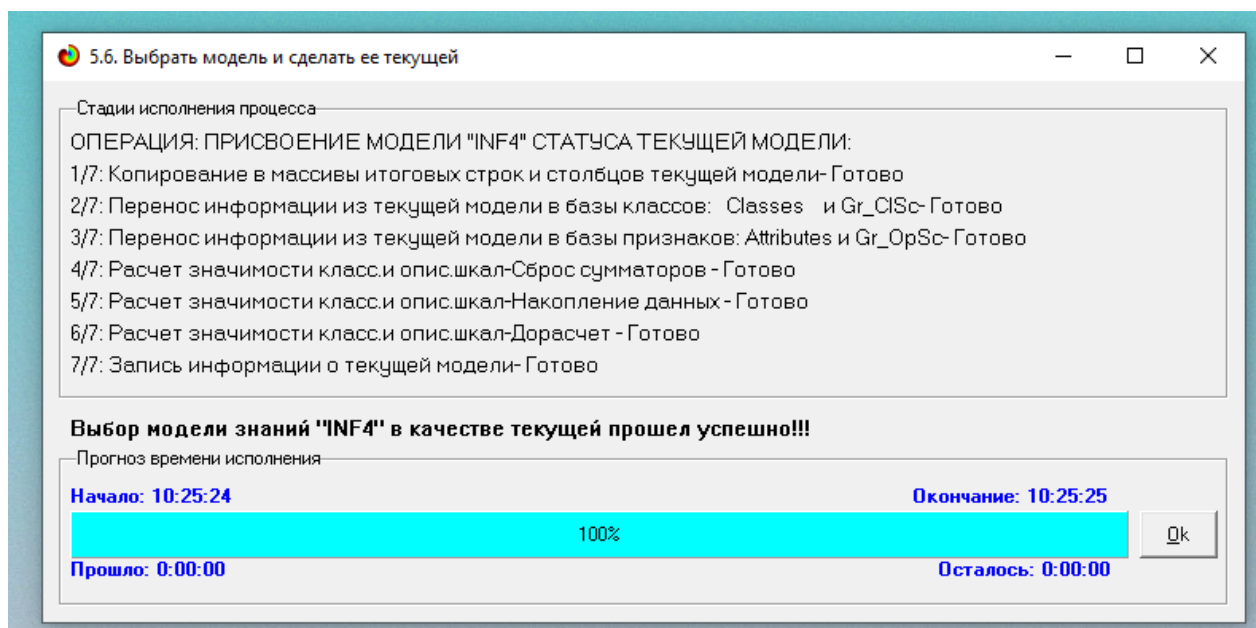 5.6. Выбрать модель и сделать ее текущей
Стадии исполнения процесса
ОПЕРАЦИЯ: ПРИСВОЕНИЕ МОДЕЛИ "INF4" СТАТУСА ТЕКУЩЕЙ МОДЕЛИ:
1/7: Копирование в массивы итоговых строк и столбцов текущей модели- Готово
2/7: Перенос информации из текущей модели в базы классов: Classes и Gr_ClSc- Готово
3/7: Перенос информации из текущей модели в базы признаков: Attributes и Gr_OpSc- Готово
4/7: Расчет значимости класс.и опис.шкал-Сброс сумматоров - Готово
5/7: Расчет значимости класс.и опис.шкал-Накопление данных - Готово
6/7: Расчет значимости класс.и опис.шкал-Дорасчет - Готово
7/7: Запись информации о текущей модели- Готово
Выбор модели знаний "INF4" в качестве текущей прошел успешно!!!
Прогноз времени исполнения
Начало: 10:25:24 Окончание: 10:25:25
100% Ok
Прошло: 0:00:00 Осталось: 0:00:00